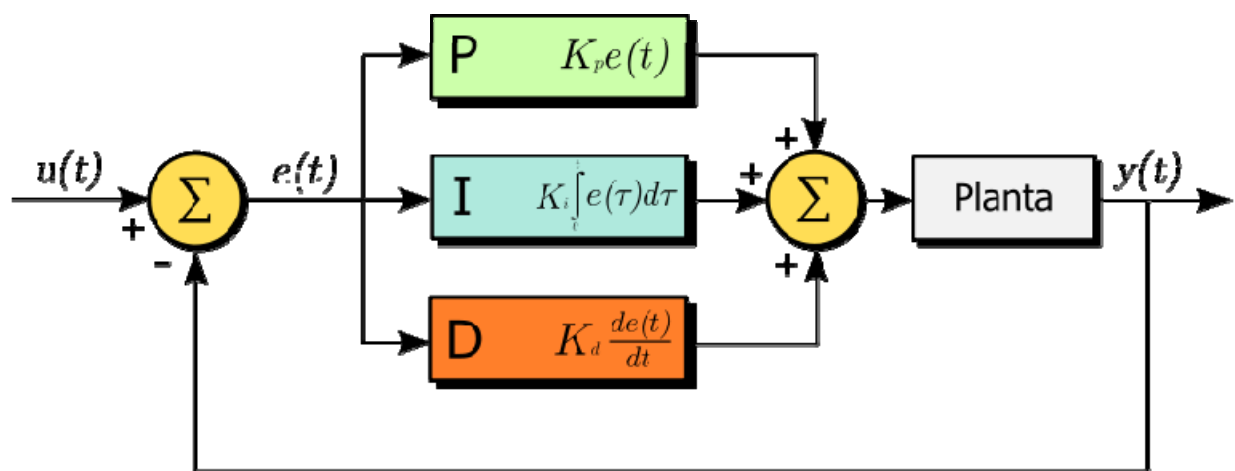 P K_p e(t)
u(t)
+
-
Σ
e(t)
I K_i ∫ e(τ)dτ
D K_d de(t)/dt
+
+
+
Σ
Planta
y(t)